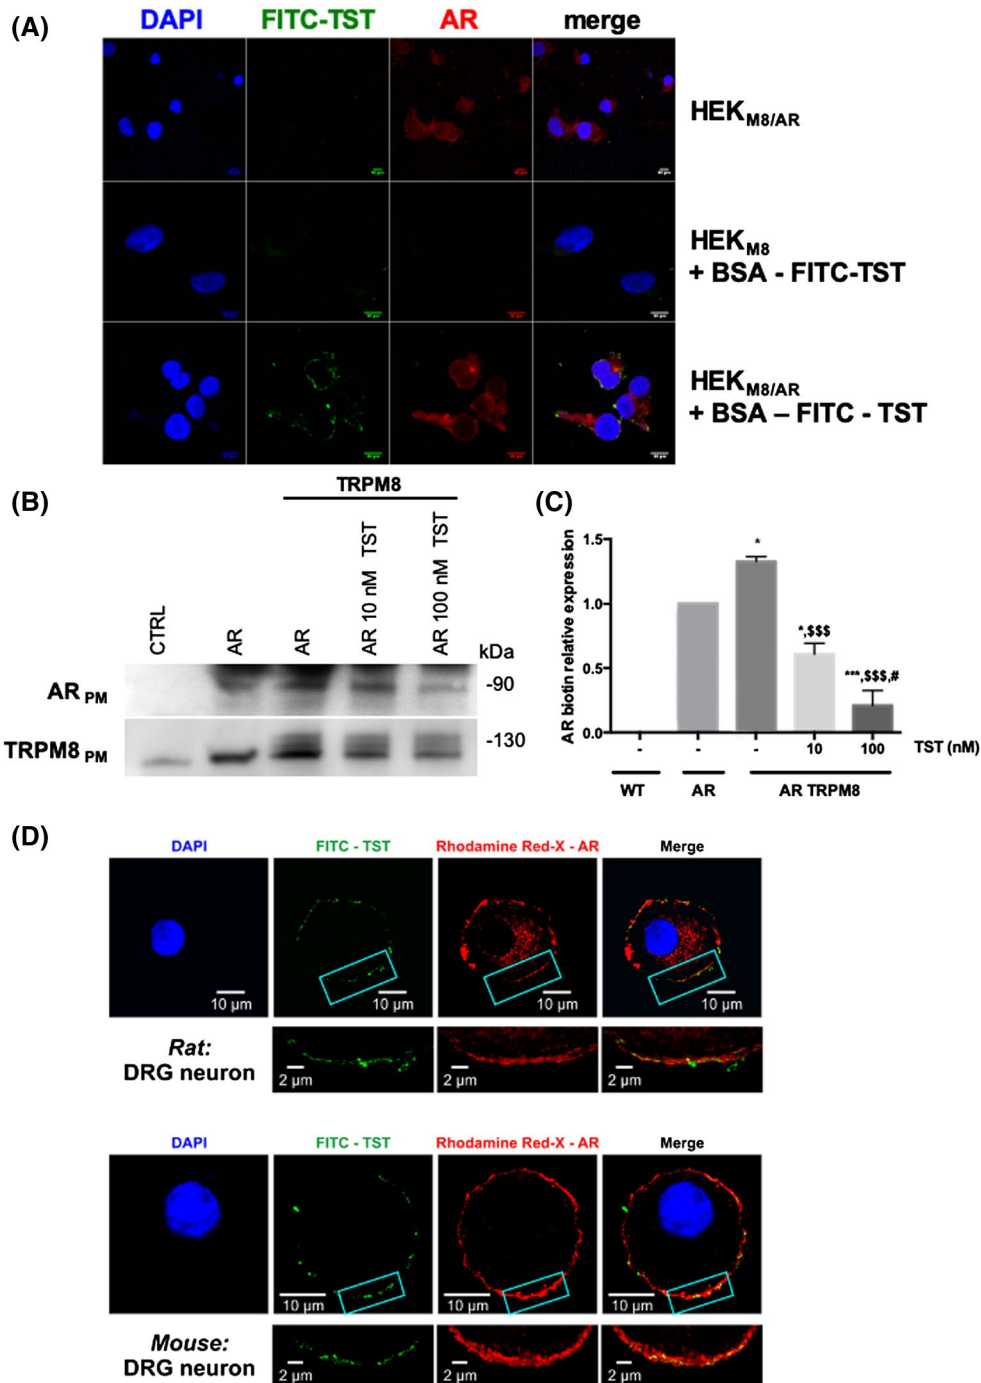 (A)
DAPI FITC-TST AR merge
HEKM8/AR
HEKM8
+ BSA - FITC-TST
HEKM8/AR
+ BSA – FITC - TST
(B)
TRPM8
CTRL
AR
AR
AR 10 nM TST
AR 100 nM TST
kDa
AR PM
-90
TRPM8 PM
-130
(C)
AR biotin relative expression
1.5
1.0
0.5
0.0
*
*,$$$
***,$$$,#
- - - 10 100 TST (nM)
WT AR AR TRPM8
(D)
DAPI FITC - TST Rhodamine Red-X - AR Merge
10 µm 10 µm 10 µm 10 µm
Rat:
DRG neuron
2 µm 2 µm 2 µm
DAPI FITC - TST Rhodamine Red-X - AR Merge
10 µm 10 µm 10 µm
Mouse:
DRG neuron
2 µm 2 µm 2 µm